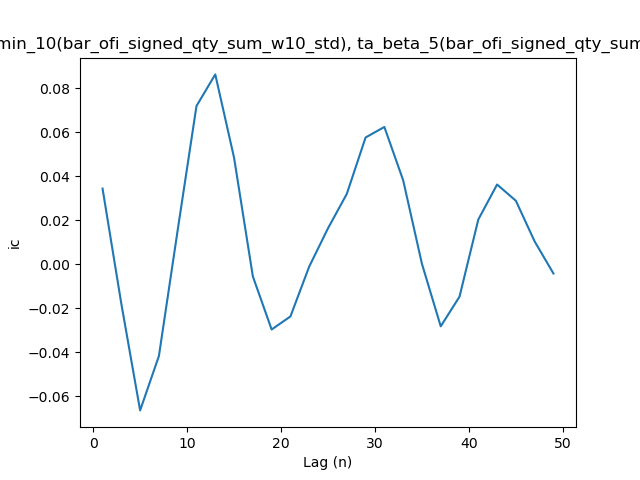 min_10(bar_ofi_signed_qty_sum_w10_std), ta_beta_5(bar_ofi_signed_qty_sum
0.08
0.06
0.04
0.02
0.00
−0.02
−0.04
−0.06
ic
0 10 20 30 40 50
Lag (n)